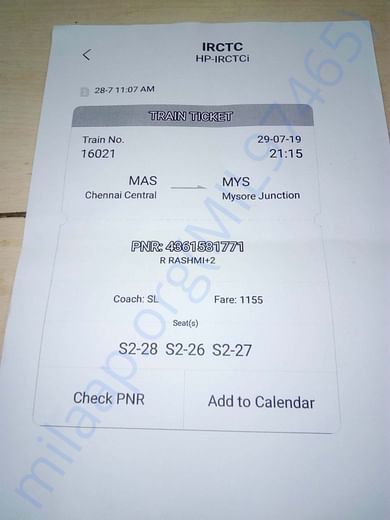 IRCTC
HP-IRCTCi
28-7 11:07 AM
TRAIN TICKET
Train No. 29-07-19
16021 21:15
MAS MYS
Chennai Central Mysore Junction
PNR: 4361581771
R RASHMI+2
Coach: SL Fare: 1155
Seat(s)
S2-28 S2-26 S2-27
Check PNR Add to Calendar
milaap.org(MIL97465)